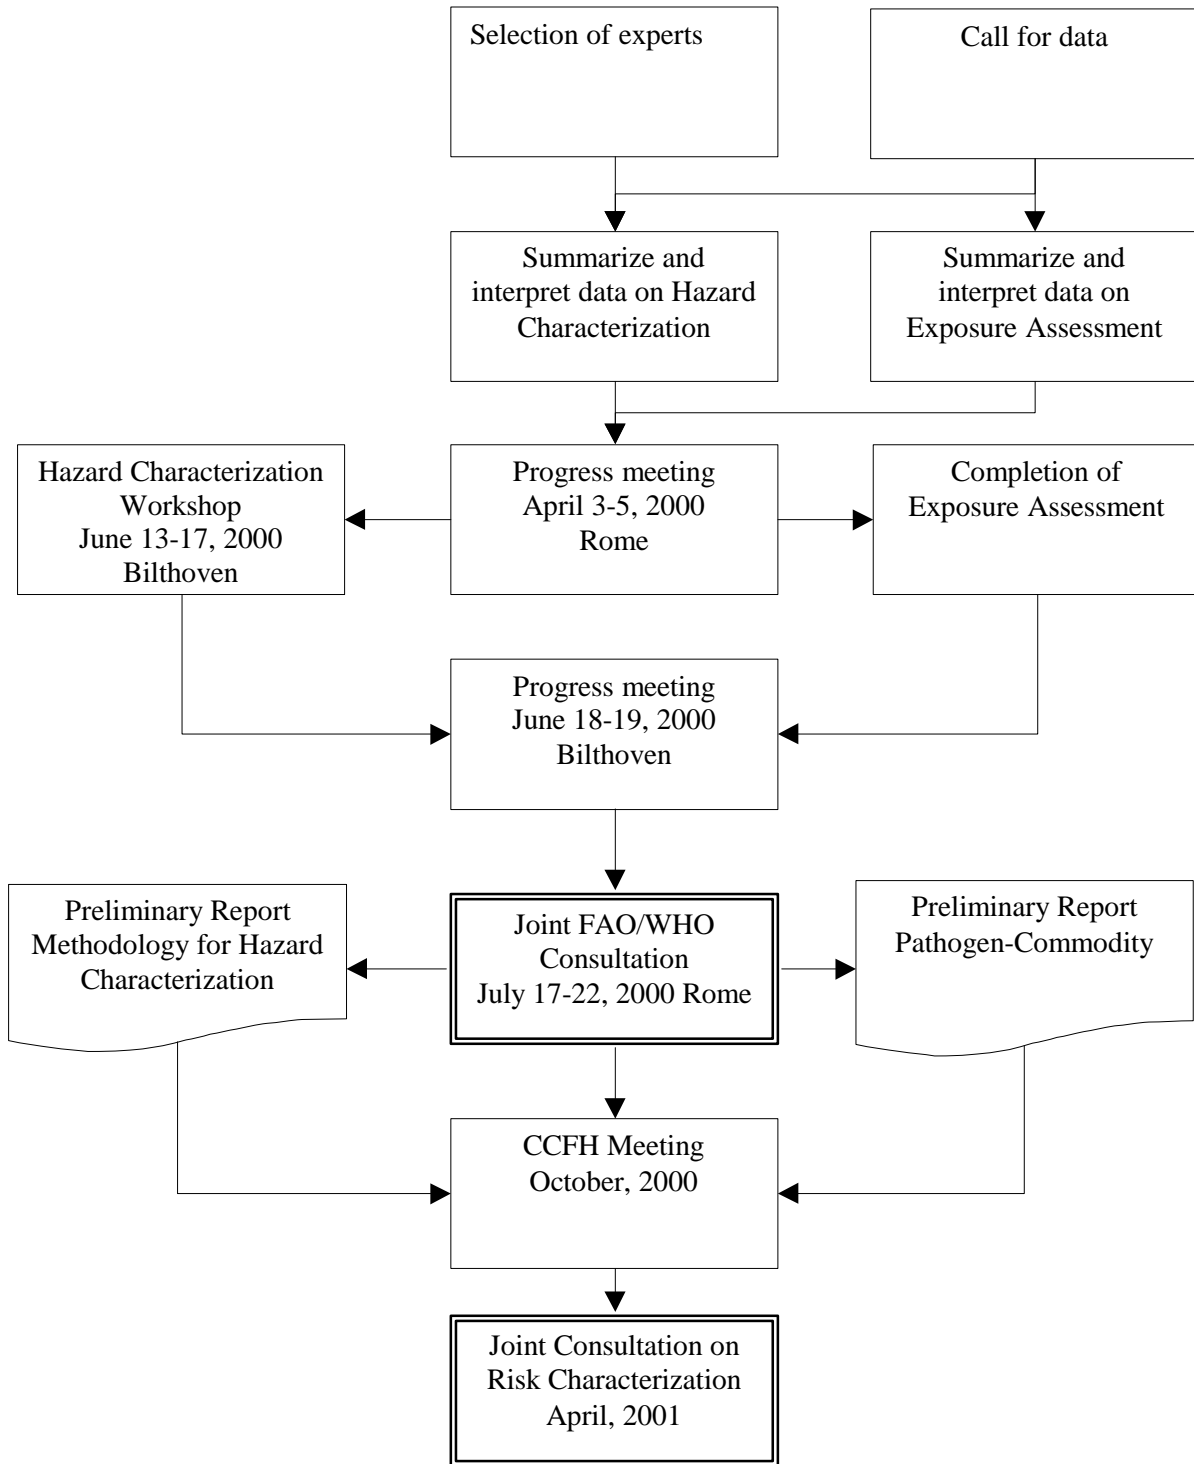 Selection of experts
Call for data
Summarize and
interpret data on Hazard
Characterization
Summarize and
interpret data on
Exposure Assessment
Hazard Characterization
Workshop
June 13-17, 2000
Bilthoven
Progress meeting
April 3-5, 2000
Rome
Completion of
Exposure Assessment
Progress meeting
June 18-19, 2000
Bilthoven
Preliminary Report
Methodology for Hazard
Characterization
Joint FAO/WHO
Consultation
July 17-22, 2000 Rome
Preliminary Report
Pathogen-Commodity
CCFH Meeting
October, 2000
Joint Consultation on
Risk Characterization
April, 2001